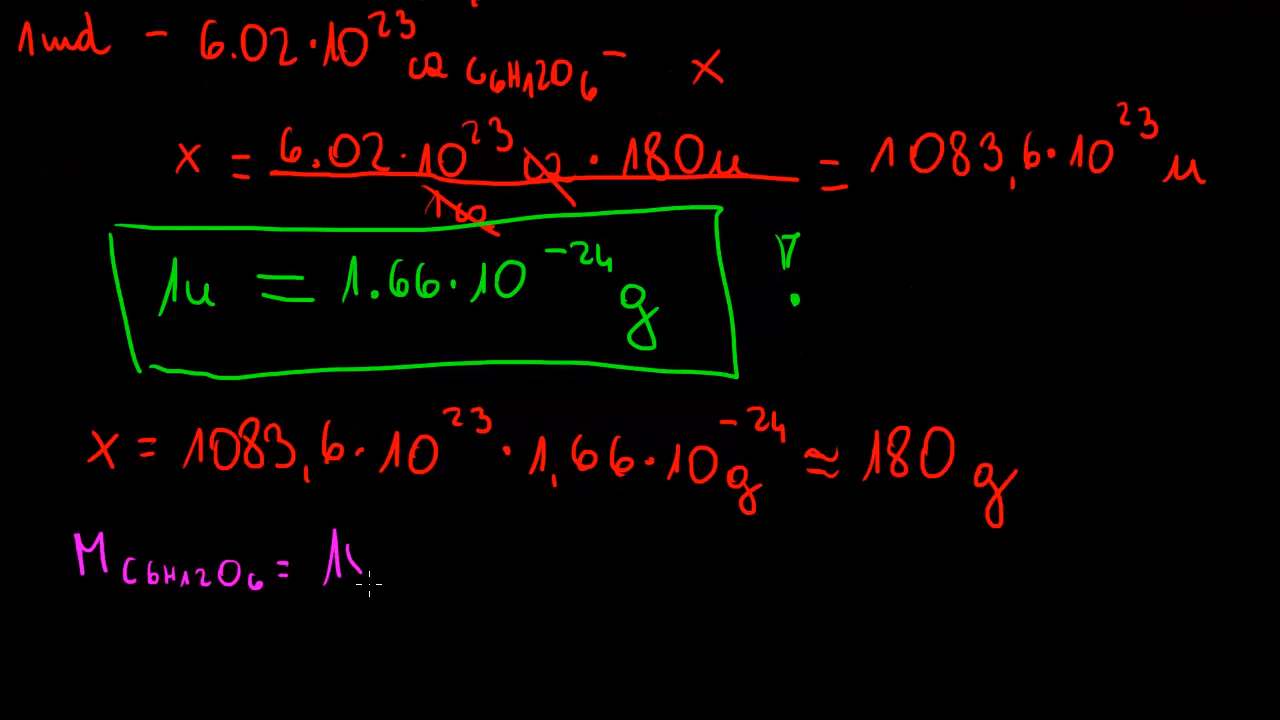 1mol - 6.02·10²³ cz C6H12O6 - x
x = 6.02·10²³ cz · 180u / 1cz = 1083,6·10²³ u
1u = 1.66·10⁻²⁴ g !
x = 1083,6·10²³ · 1,66·10⁻²⁴ g ≈ 180 g
M C6H12O6 = 1